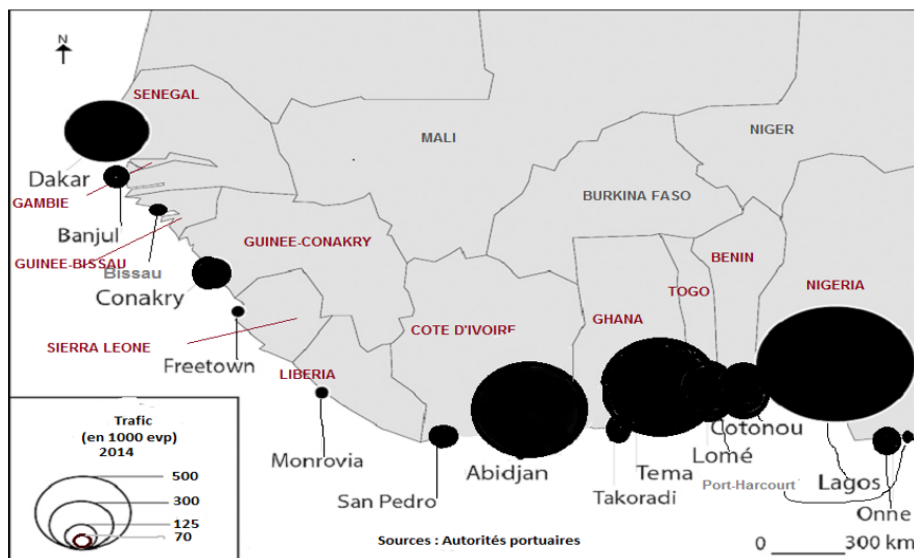 N
SENEGAL
MALI
NIGER
Dakar
GAMBIE
BURKINA FASO
Banjul
GUINEE-CONAKRY
BENIN
GUINEE-BISSAU
Bissau
Conakry
TOGO
NIGERIA
COTE D'IVOIRE
GHANA
SIERRA LEONE
Freetown
LIBERIA
Trafic
(en 1000 evp)
2014
500
300
125
70
Monrovia
San Pedro
Abidjan
Takoradi
Tema
Lomé
Cotonou
Port-Harcourt
Lagos
Onne
Sources : Autorités portuaires
0 300 km